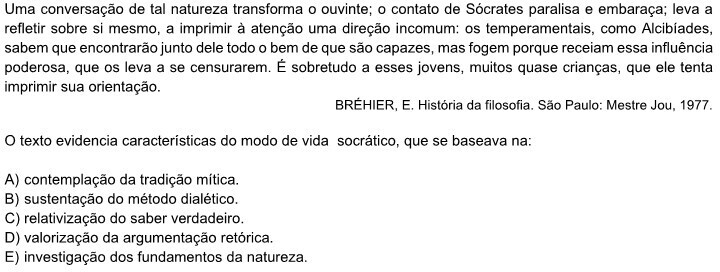 Uma conversação de tal natureza transforma o ouvinte; o contato de Sócrates paralisa e embaraça; leva a
refletir sobre si mesmo, a imprimir à atenção uma direção incomum: os temperamentais, como Alcibíades,
sabem que encontrarão junto dele todo o bem de que são capazes, mas fogem porque receiam essa influência
poderosa, que os leva a se censurarem. É sobretudo a esses jovens, muitos quase crianças, que ele tenta
imprimir sua orientação.
BRÉHIER, E. História da filosofia. São Paulo: Mestre Jou, 1977.
O texto evidencia características do modo de vida socrático, que se baseava na:
A) contemplação da tradição mítica.
B) sustentação do método dialético.
C) relativização do saber verdadeiro.
D) valorização da argumentação retórica.
E) investigação dos fundamentos da natureza.